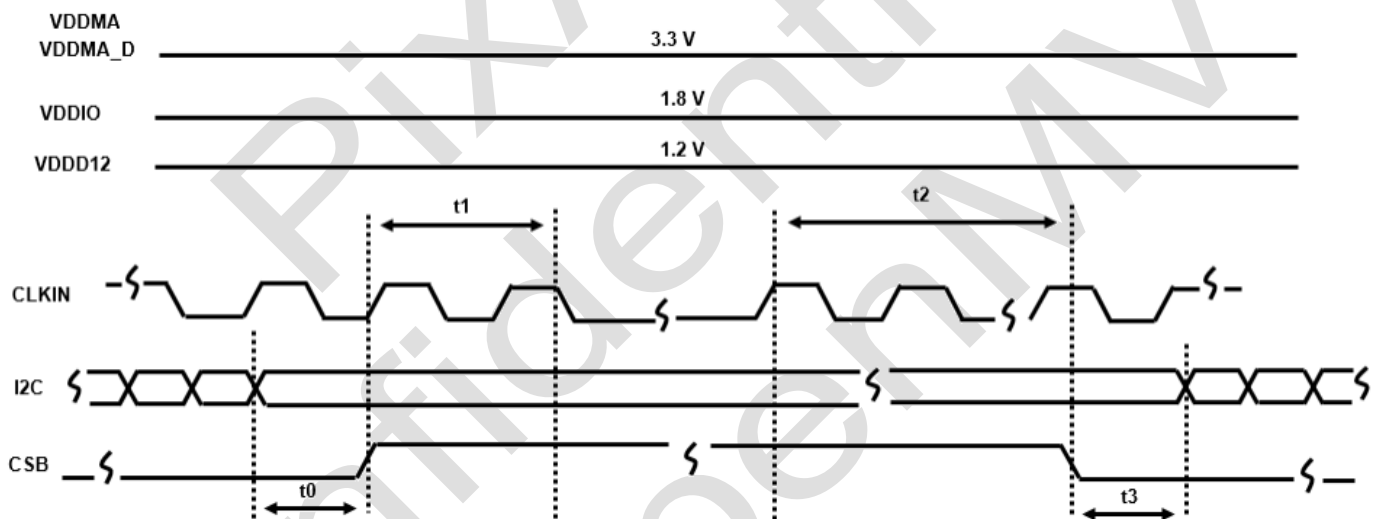 VDDMA
VDDMA_D
3.3 V
VDDIO
1.8 V
VDDD12
1.2 V
t1
t2
CLKIN
I2C
CSB
t0
t3